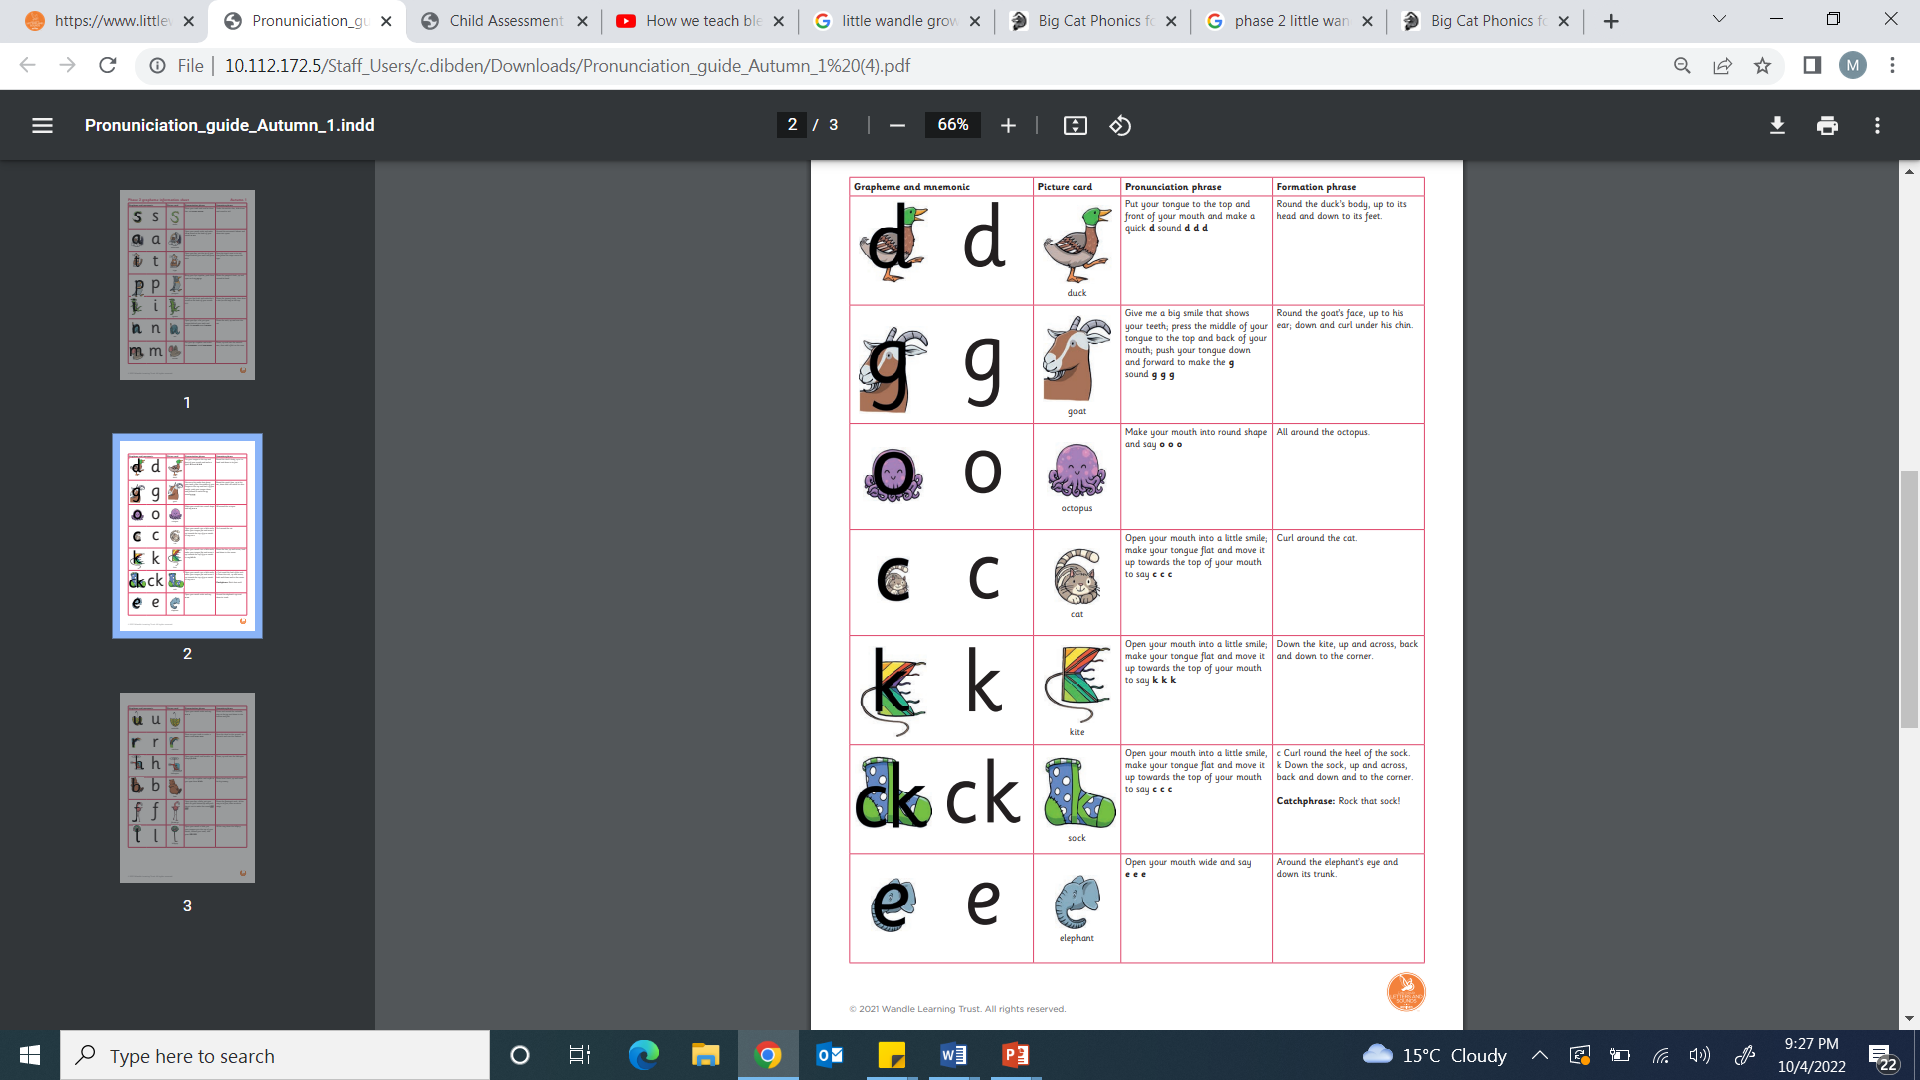 https://www.littlew
Pronunciation_gu
Child Assessment
How we teach ble
little wandle grow
Big Cat Phonics fo
phase 2 little wan
Big Cat Phonics fo
File
10.112.172.5/Staff_Users/c.dibden/Downloads/Pronunciation_guide_Autumn_1%20(4).pdf
M
Pronuniciation_guide_Autumn_1.indd
2 / 3
66%
1
2
3
Grapheme and mnemonic
Picture card
Pronunciation phrase
Formation phrase
d
d
duck
Put your tongue to the top and
front of your mouth and make a
quick d sound d d d
Round the duck's body, up to its
head and down to its feet.
g
g
goat
Give me a big smile that shows
your teeth; press the middle of your
tongue to the top and back of your
mouth; push your tongue down
and forward to make the g
sound g g g
Round the goat's face, up to his
ear; down and curl under his chin.
o
o
octopus
Make your mouth into round shape
and say o o o
All around the octopus.
c
c
cat
Open your mouth into a little smile;
make your tongue flat and move it
up towards the top of your mouth
to say c c c
Curl around the cat.
k
k
kite
Open your mouth into a little smile;
make your tongue flat and move it
up towards the top of your mouth
to say k k k
Down the kite, up and across, back
and down to the corner.
ck
ck
sock
Open your mouth into a little smile,
make your tongue flat and move it
up towards the top of your mouth
to say c c c
c Curl round the heel of the sock.
k Down the sock, up and across,
back and down and to the corner.
Catchphrase: Rock that sock!
e
e
elephant
Open your mouth wide and say
e e e
Around the elephant's eye and
down its trunk.
© 2021 Wandle Learning Trust. All rights reserved.
Type here to search
15°C Cloudy
9:27 PM
10/4/2022
22